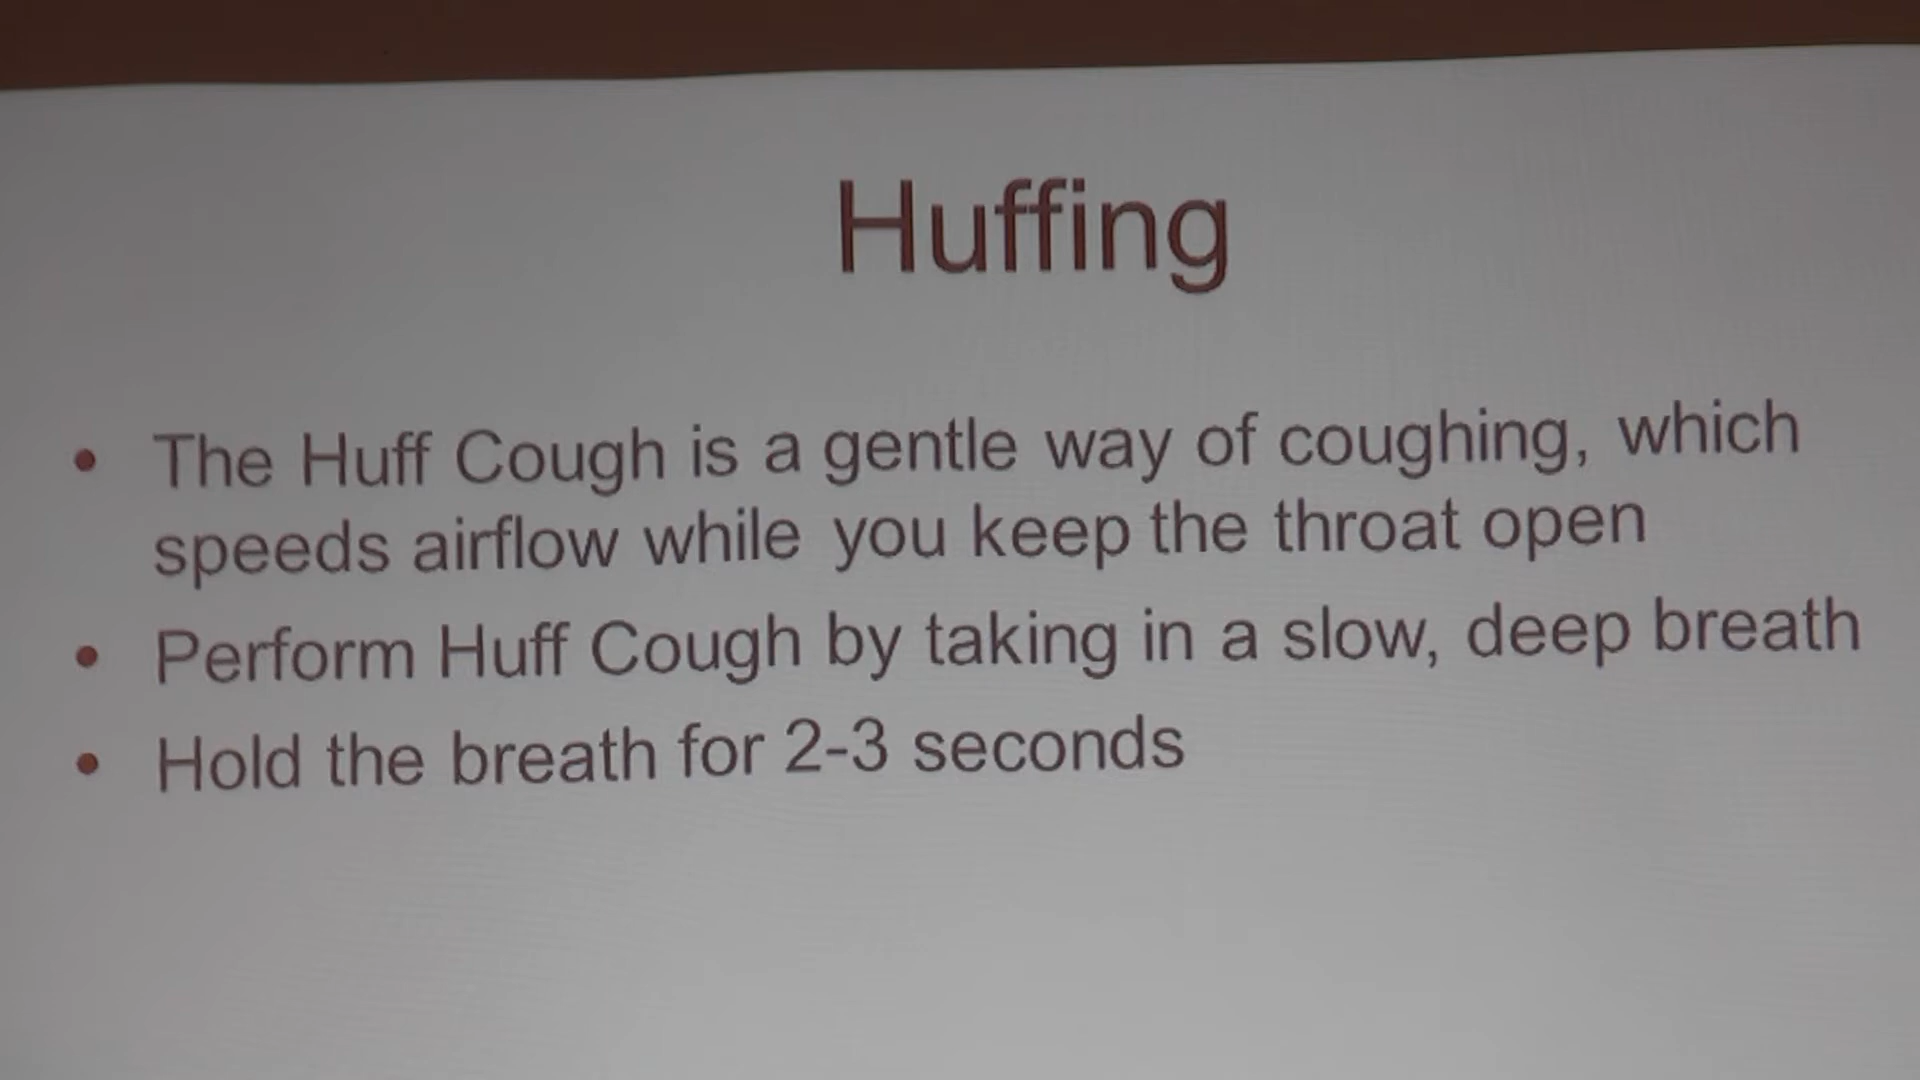 Huffing
• The Huff Cough is a gentle way of coughing, which
speeds airflow while you keep the throat open
• Perform Huff Cough by taking in a slow, deep breath
• Hold the breath for 2-3 seconds